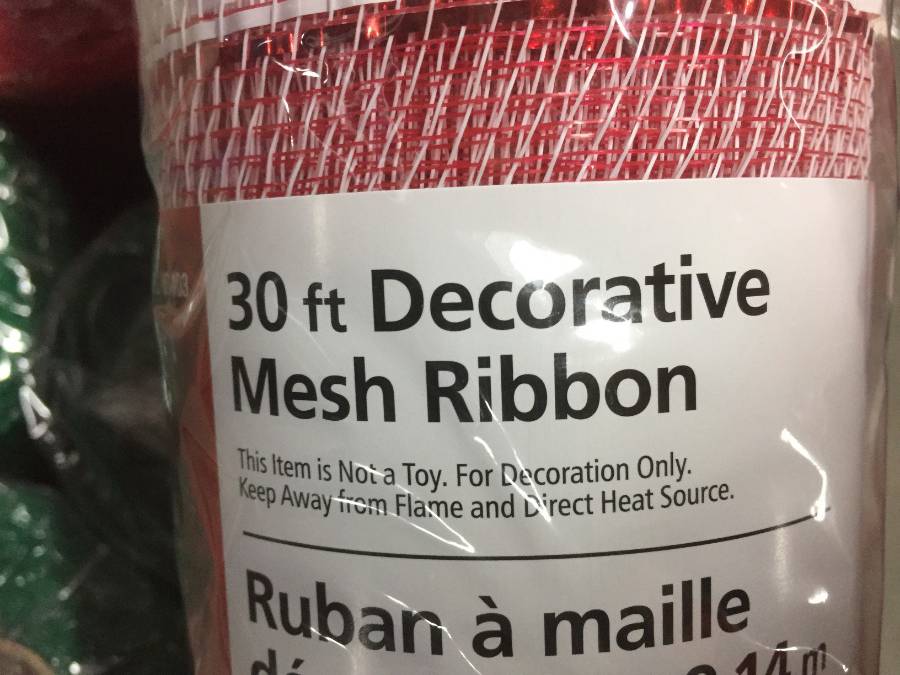 30 ft Decorative
Mesh Ribbon
This Item is Not a Toy. For Decoration Only.
Keep Away from Flame and Direct Heat Source.
Ruban à maille